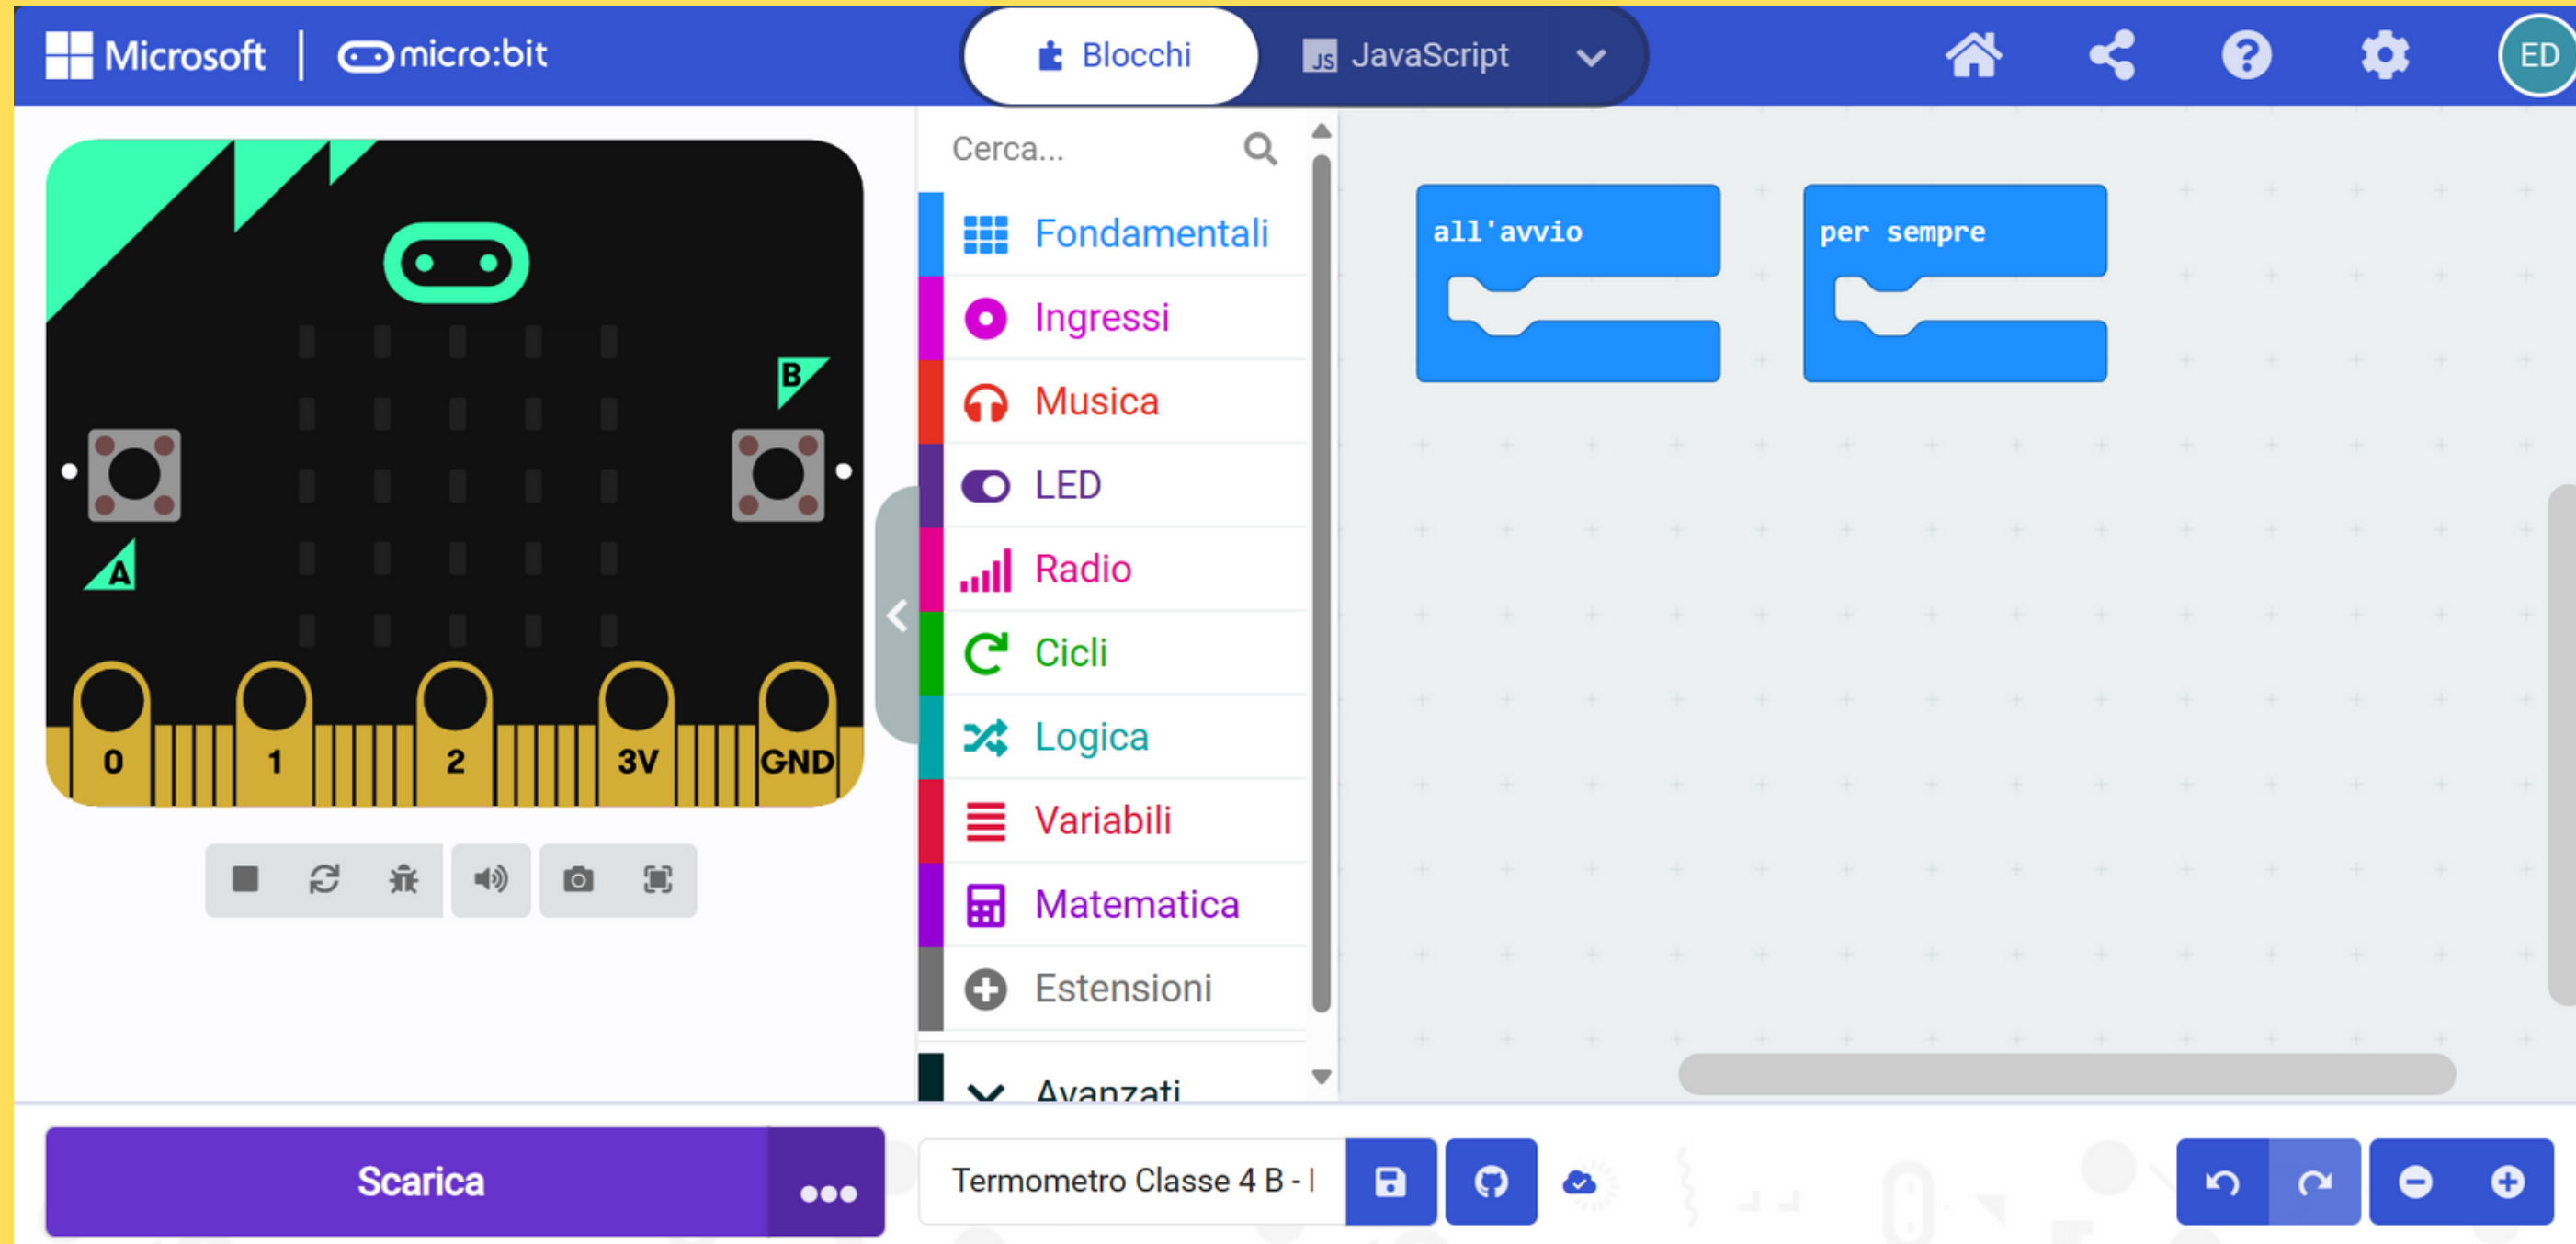 Microsoft micro:bit
Blocchi
JS JavaScript
ED
B
A
0 1 2 3V GND
Cerca...
Fondamentali
Ingressi
Musica
LED
Radio
Cicli
Logica
Variabili
Matematica
Estensioni
Avanzati
all'avvio
per sempre
Scarica
Termometro Classe 4 B -